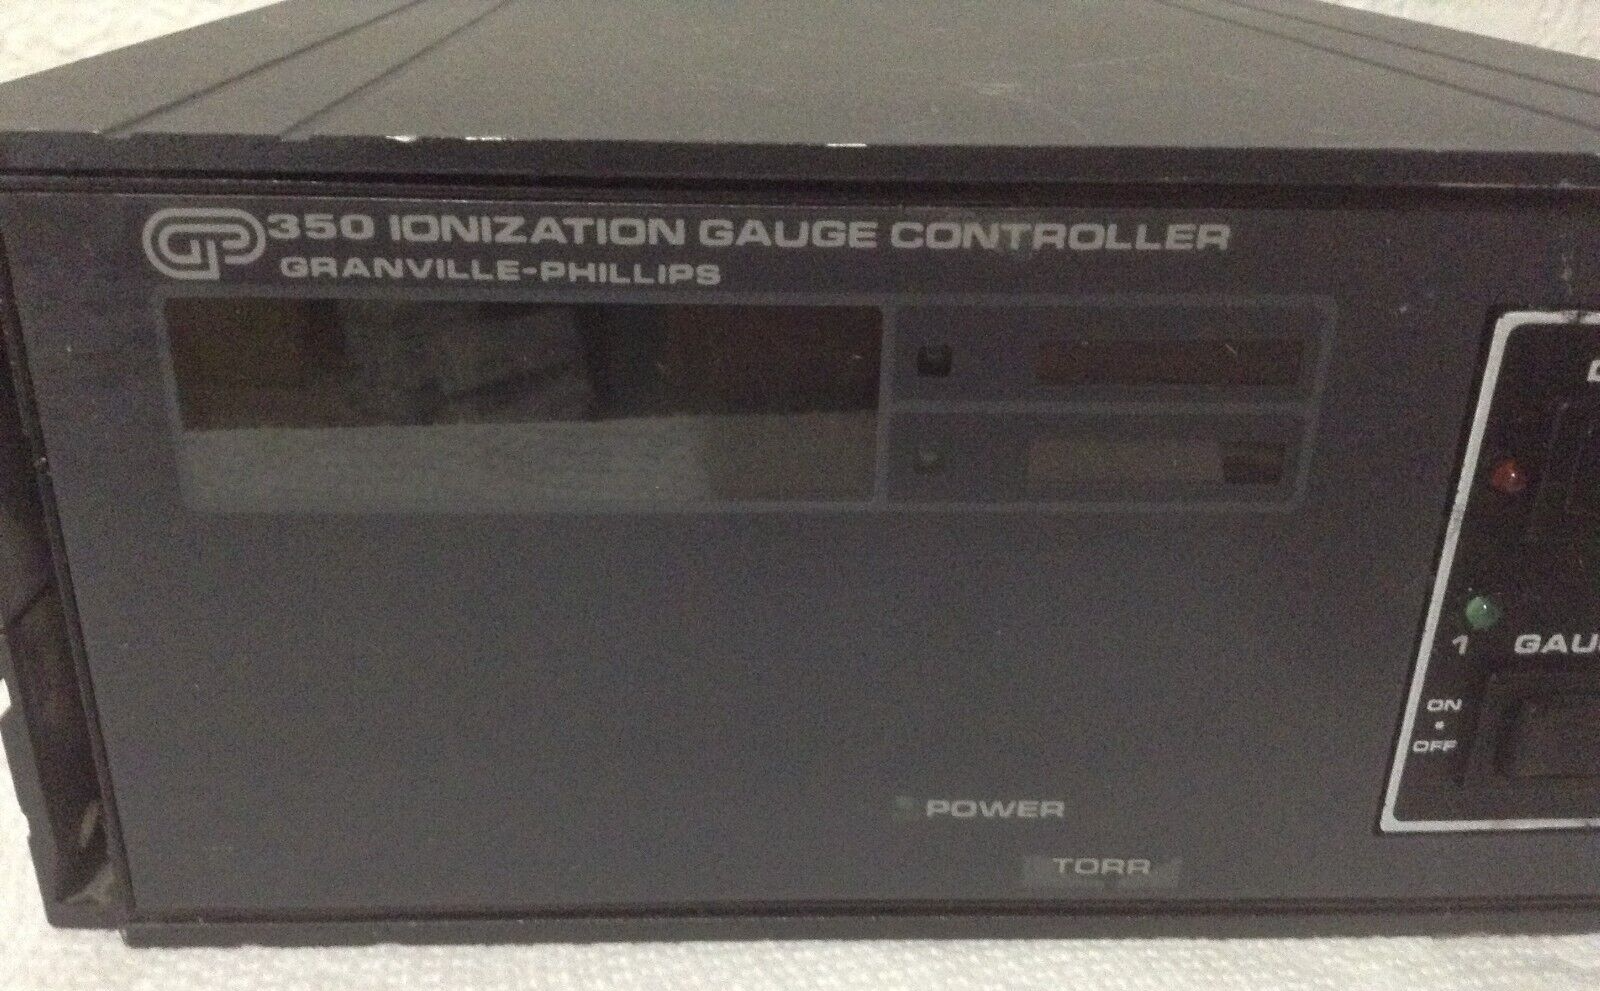 GP 350 IONIZATION GAUGE CONTROLLER
GRANVILLE-PHILLIPS
1
ON
OFF
POWER
TORR